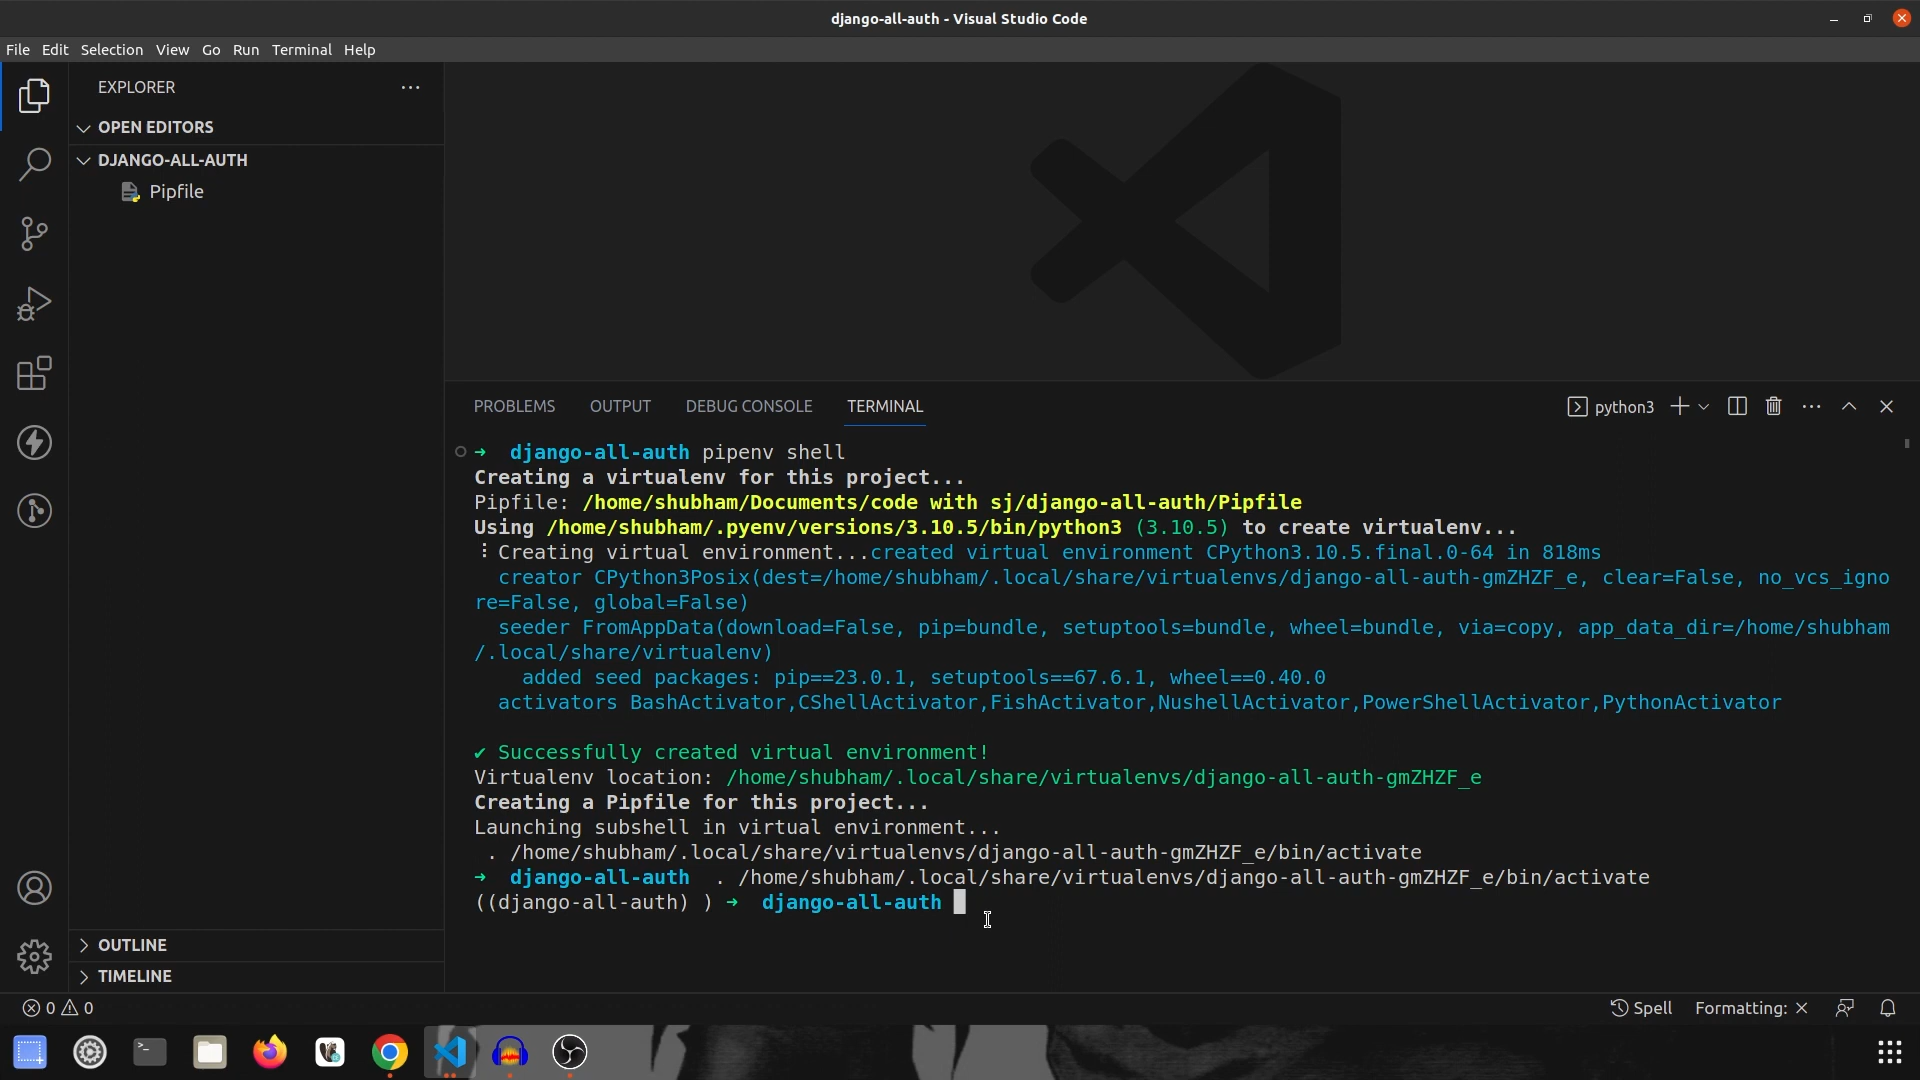 django-all-auth - Visual Studio Code
File Edit Selection View Go Run Terminal Help
EXPLORER
OPEN EDITORS
DJANGO-ALL-AUTH
Pipfile
PROBLEMS OUTPUT DEBUG CONSOLE TERMINAL
python3
➜ django-all-auth pipenv shell
Creating a virtualenv for this project...
Pipfile: /home/shubham/Documents/code with sj/django-all-auth/Pipfile
Using /home/shubham/.pyenv/versions/3.10.5/bin/python3 (3.10.5) to create virtualenv...
⠸ Creating virtual environment...created virtual environment CPython3.10.5.final.0-64 in 818ms
creator CPython3Posix(dest=/home/shubham/.local/share/virtualenvs/django-all-auth-gmZHZF_e, clear=False, no_vcs_igno
re=False, global=False)
seeder FromAppData(download=False, pip=bundle, setuptools=bundle, wheel=bundle, via=copy, app_data_dir=/home/shubham
/.local/share/virtualenv)
added seed packages: pip==23.0.1, setuptools==67.6.1, wheel==0.40.0
activators BashActivator,CShellActivator,FishActivator,NushellActivator,PowerShellActivator,PythonActivator
✔ Successfully created virtual environment!
Virtualenv location: /home/shubham/.local/share/virtualenvs/django-all-auth-gmZHZF_e
Creating a Pipfile for this project...
Launching subshell in virtual environment...
. /home/shubham/.local/share/virtualenvs/django-all-auth-gmZHZF_e/bin/activate
➜ django-all-auth . /home/shubham/.local/share/virtualenvs/django-all-auth-gmZHZF_e/bin/activate
((django-all-auth) ) ➜ django-all-auth
OUTLINE
TIMELINE
0 0
Spell Formatting: ×